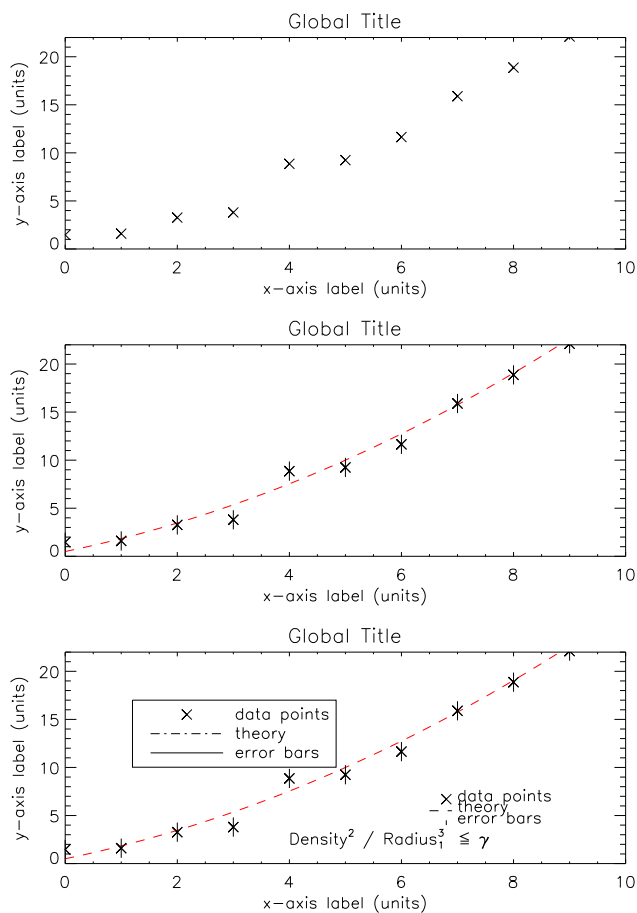 Global Title
20
15
10
5
0
y-axis label (units)
0 2 4 6 8 10
x-axis label (units)
Global Title
20
15
10
5
0
y-axis label (units)
0 2 4 6 8 10
x-axis label (units)
Global Title
20
15
10
5
0
y-axis label (units)
data points
theory
error bars
data points
theory
error bars
Density² / Radius₁³ ≦ γ
0 2 4 6 8 10
x-axis label (units)